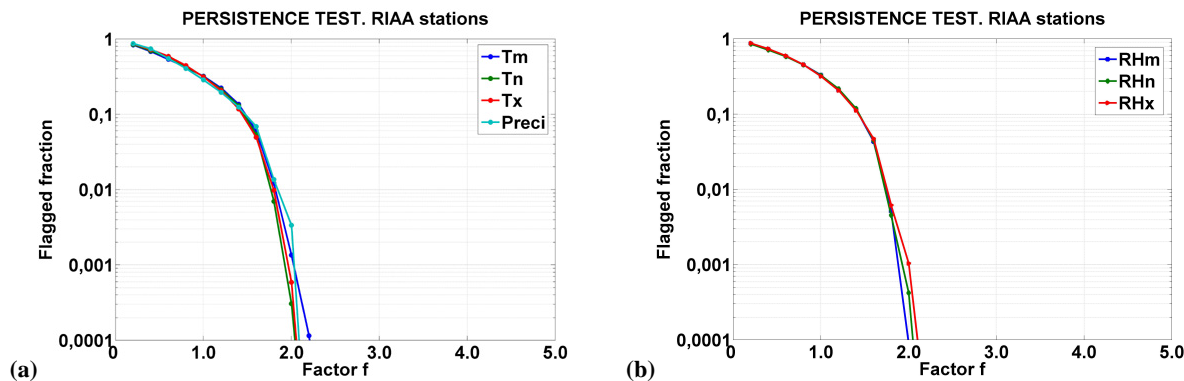 PERSISTENCE TEST. RIAA stations
1
0,1
0,01
0,001
0,0001
Flagged fraction
Tm
Tn
Tx
Preci
0 1.0 2.0 3.0 4.0 5.0
Factor f
(a)
PERSISTENCE TEST. RIAA stations
1
0,1
0,01
0,001
0,0001
Flagged fraction
RHm
RHn
RHx
0 1.0 2.0 3.0 4.0 5.0
Factor f
(b)